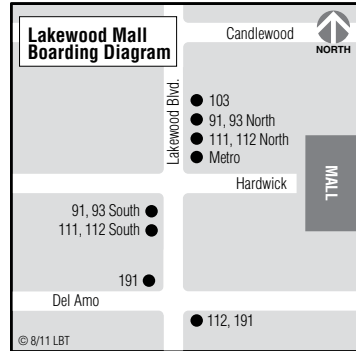 Lakewood Mall
Boarding Diagram
Candlewood
NORTH
Lakewood Blvd.
103
91, 93 North
111, 112 North
Metro
Hardwick
MALL
91, 93 South
111, 112 South
191
Del Amo
112, 191
© 8/11 LBT